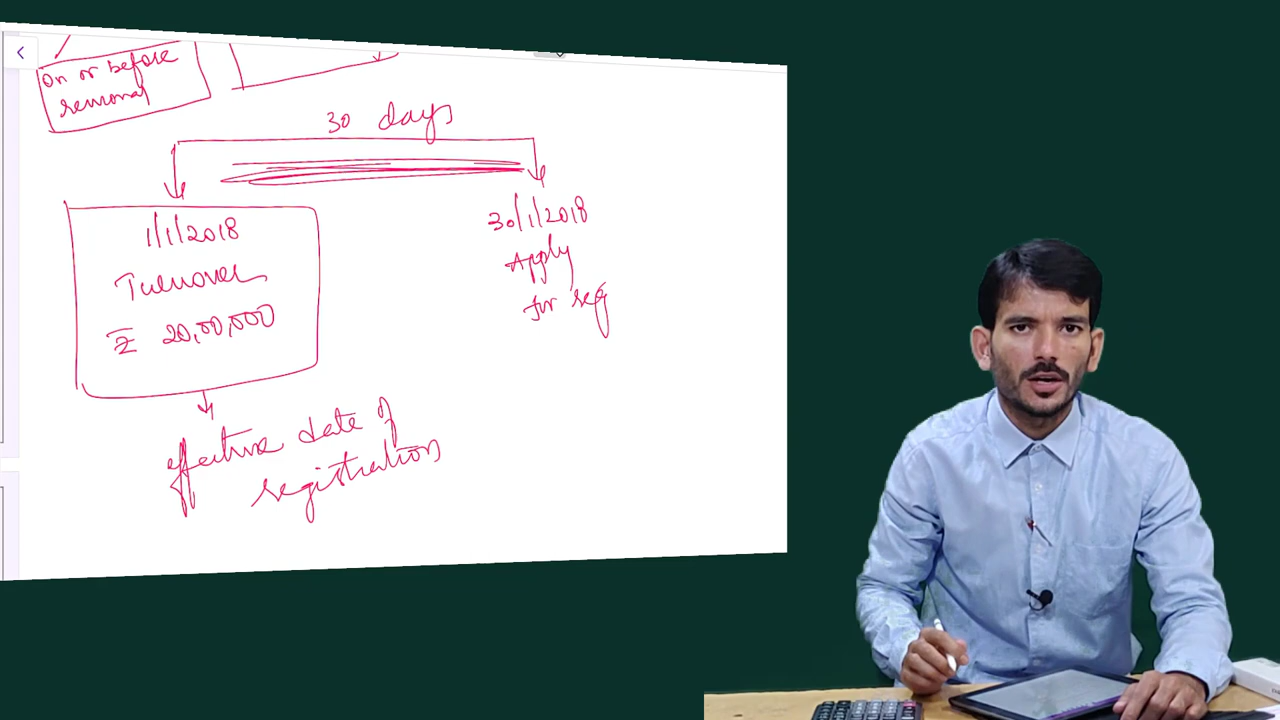 On or before
removal
30 days
1/1/2018
Turnover
₹ 20,00,000
30/1/2018
Apply
for reg
effective date of
registration